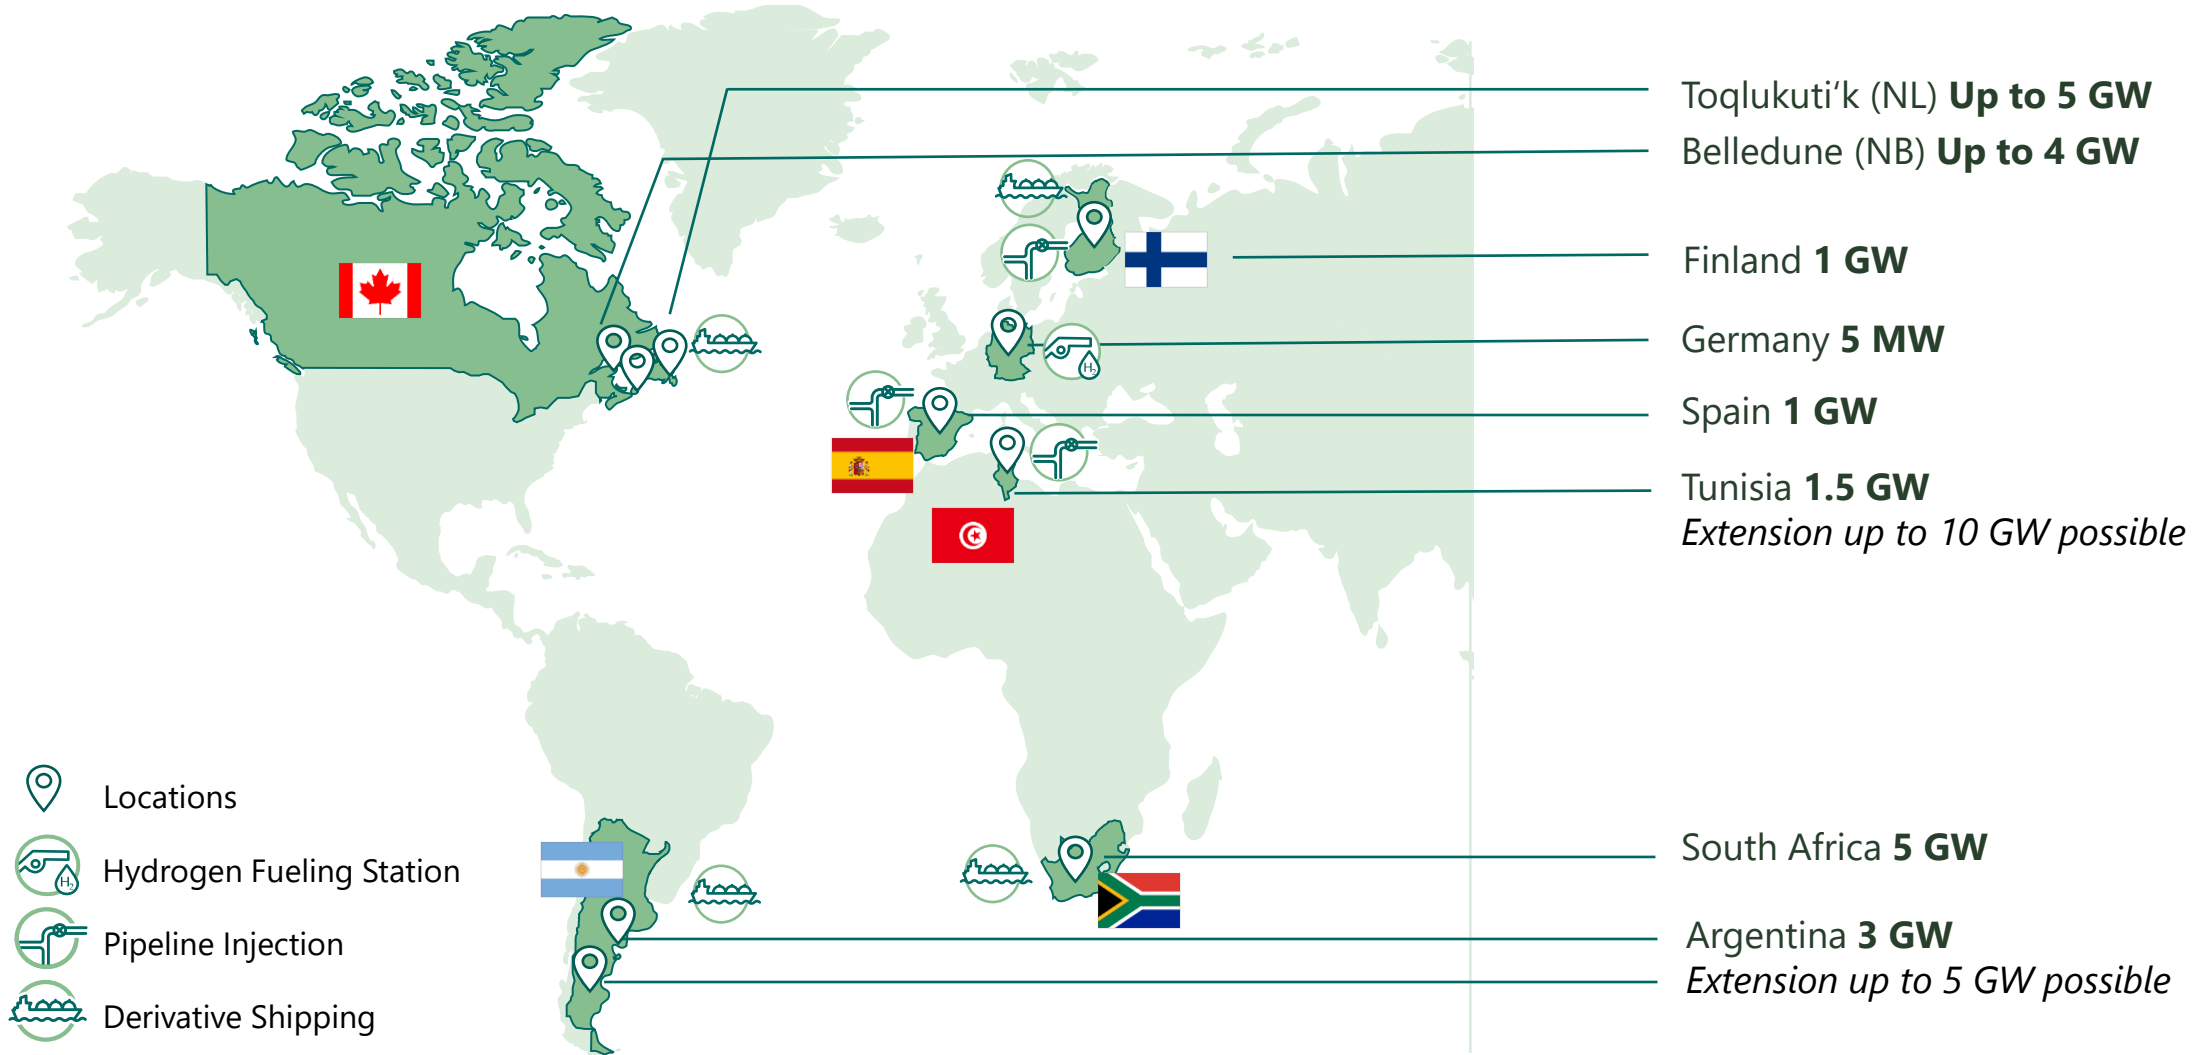 Toqlukuti‘k (NL) Up to 5 GW
Belledune (NB) Up to 4 GW
Finland 1 GW
Germany 5 MW
H₂
Spain 1 GW
Tunisia 1.5 GW
Extension up to 10 GW possible
South Africa 5 GW
Argentina 3 GW
Extension up to 5 GW possible
Locations
H₂
Hydrogen Fueling Station
Pipeline Injection
Derivative Shipping